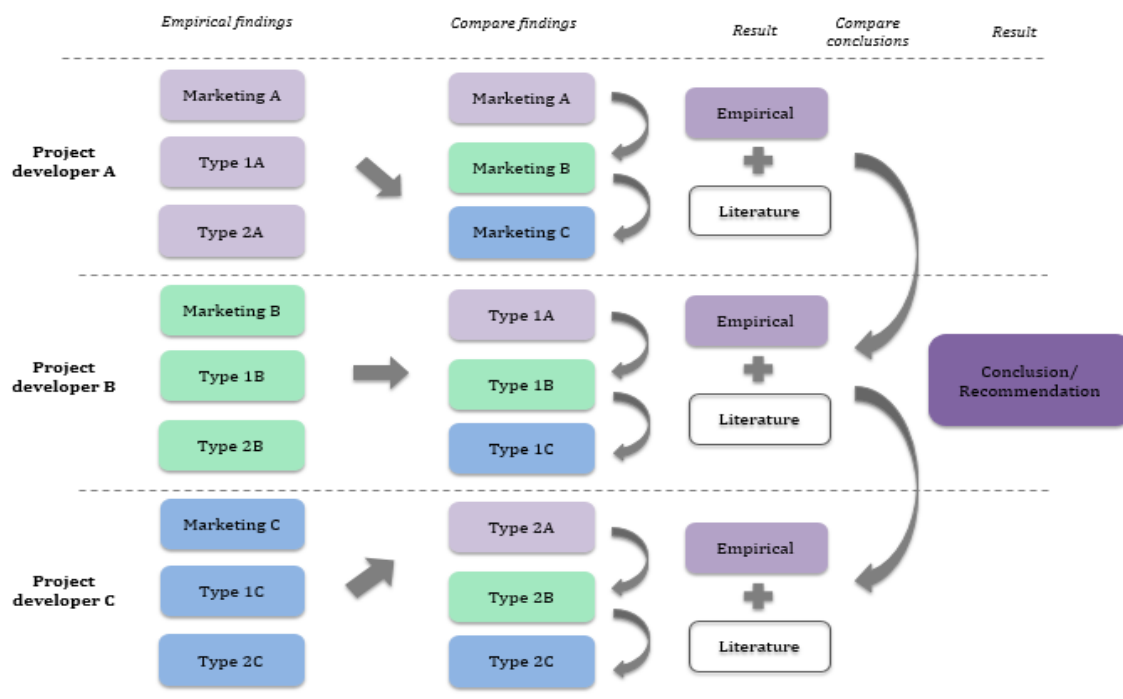 Empirical findings
Compare findings
Result
Compare
conclusions
Result
Project
developer A
Marketing A
Type 1A
Type 2A
Marketing A
Marketing B
Marketing C
Empirical
Literature
Project
developer B
Marketing B
Type 1B
Type 2B
Type 1A
Type 1B
Type 1C
Empirical
Literature
Conclusion/
Recommendation
Project
developer C
Marketing C
Type 1C
Type 2C
Type 2A
Type 2B
Type 2C
Empirical
Literature